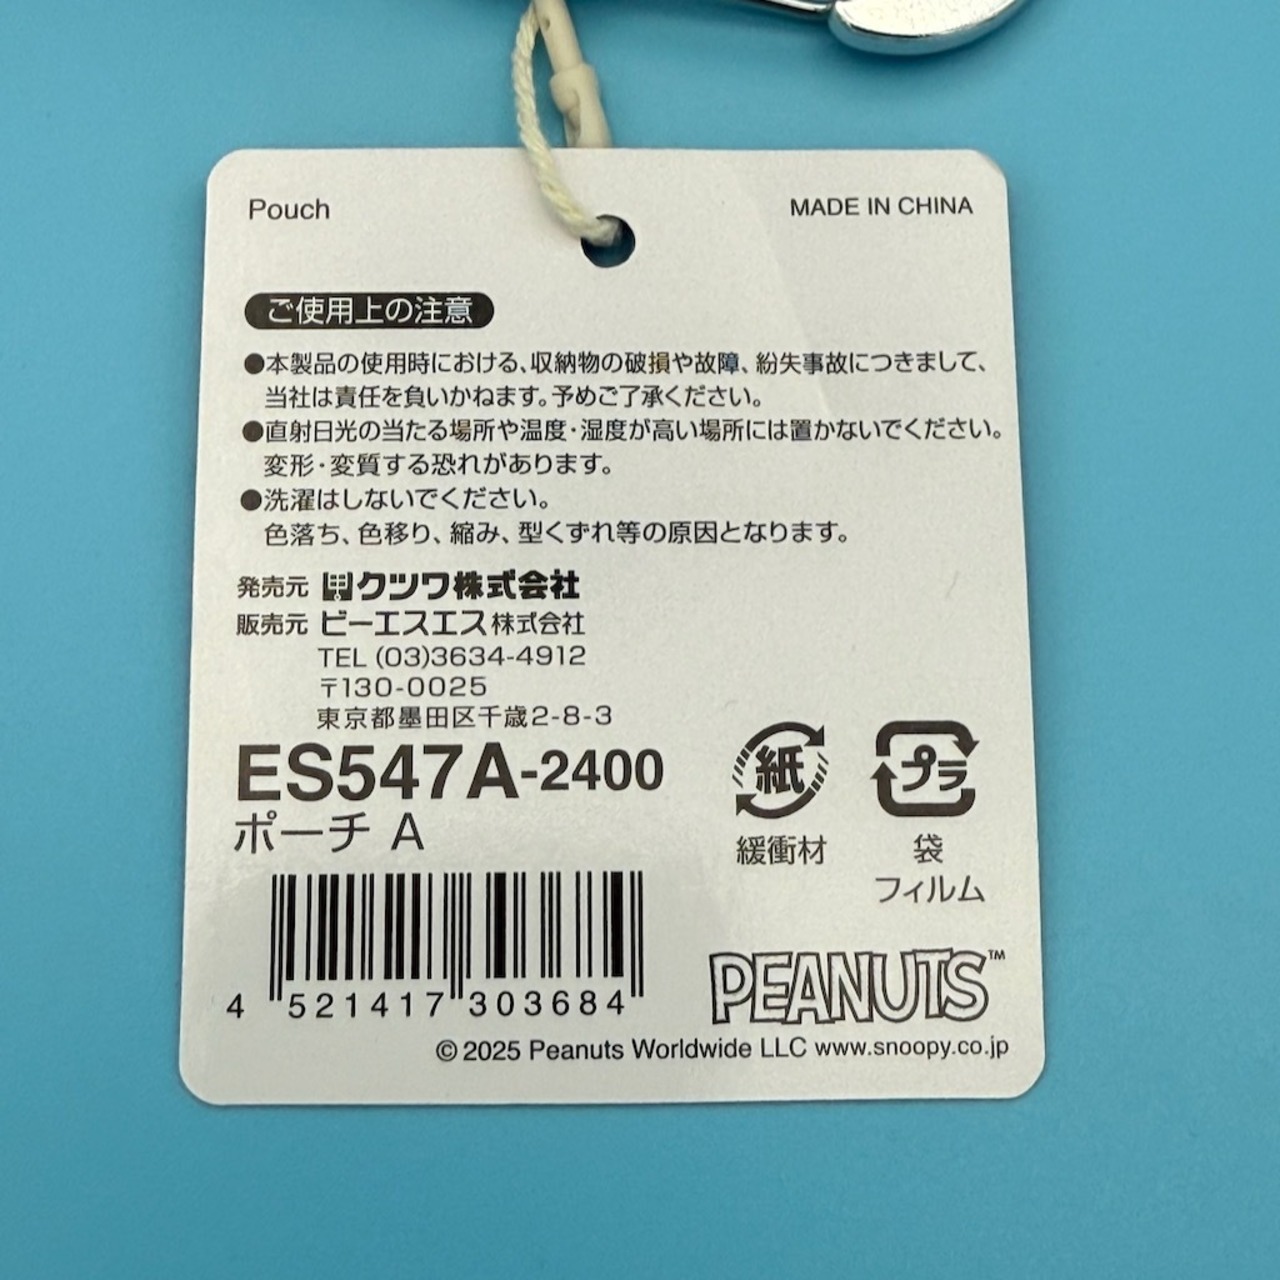 Pouch
MADE IN CHINA
ご使用上の注意
●本製品の使用時における、収納物の破損や故障、紛失事故につきまして、
当社は責任を負いかねます。予めご了承ください。
●直射日光の当たる場所や温度・湿度が高い場所には置かないでください。
変形・変質する恐れがあります。
●洗濯はしないでください。
色落ち、色移り、縮み、型くずれ等の原因となります。
発売元 クツワ株式会社
販売元 ビーエスエス株式会社
TEL (03)3634-4912
〒130-0025
東京都墨田区千歳2-8-3
ES547A-2400
ポーチ A
紙
緩衝材
プラ
袋
フィルム
4 521417 303684
PEANUTS™
© 2025 Peanuts Worldwide LLC www.snoopy.co.jp